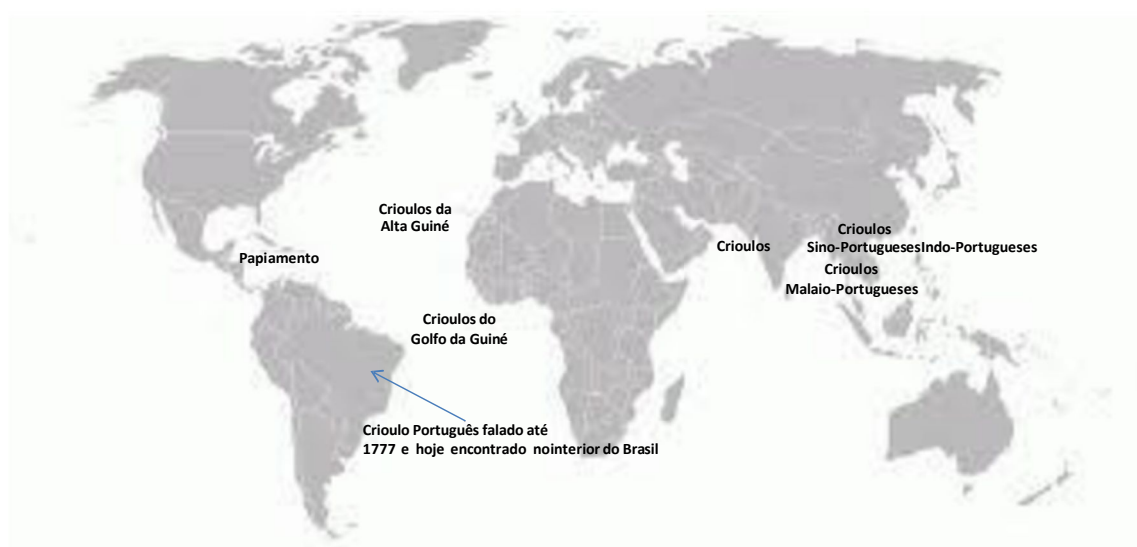 Crioulos da
Alta Guiné
Papiamento
Crioulos
Crioulos
Sino-PortuguesesIndo-Portugueses
Crioulos
Malaio-Portugueses
Crioulos do
Golfo da Guiné
Crioulo Português falado até
1777 e hoje encontrado nointerior do Brasil